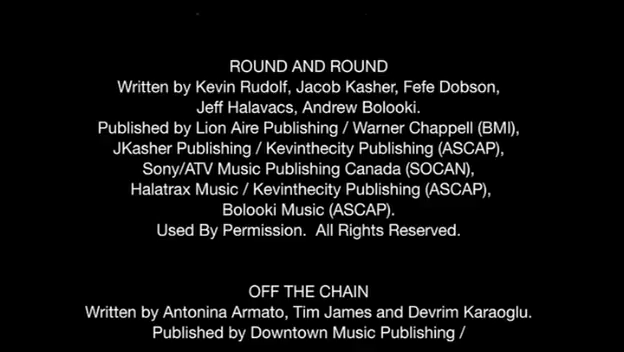 ROUND AND ROUND
Written by Kevin Rudolf, Jacob Kasher, Fefe Dobson,
Jeff Halavacs, Andrew Bolooki.
Published by Lion Aire Publishing / Warner Chappell (BMI),
JKasher Publishing / Kevinthecity Publishing (ASCAP),
Sony/ATV Music Publishing Canada (SOCAN),
Halatrax Music / Kevinthecity Publishing (ASCAP),
Bolooki Music (ASCAP).
Used By Permission.  All Rights Reserved.
OFF THE CHAIN
Written by Antonina Armato, Tim James and Devrim Karaoglu.
Published by Downtown Music Publishing /